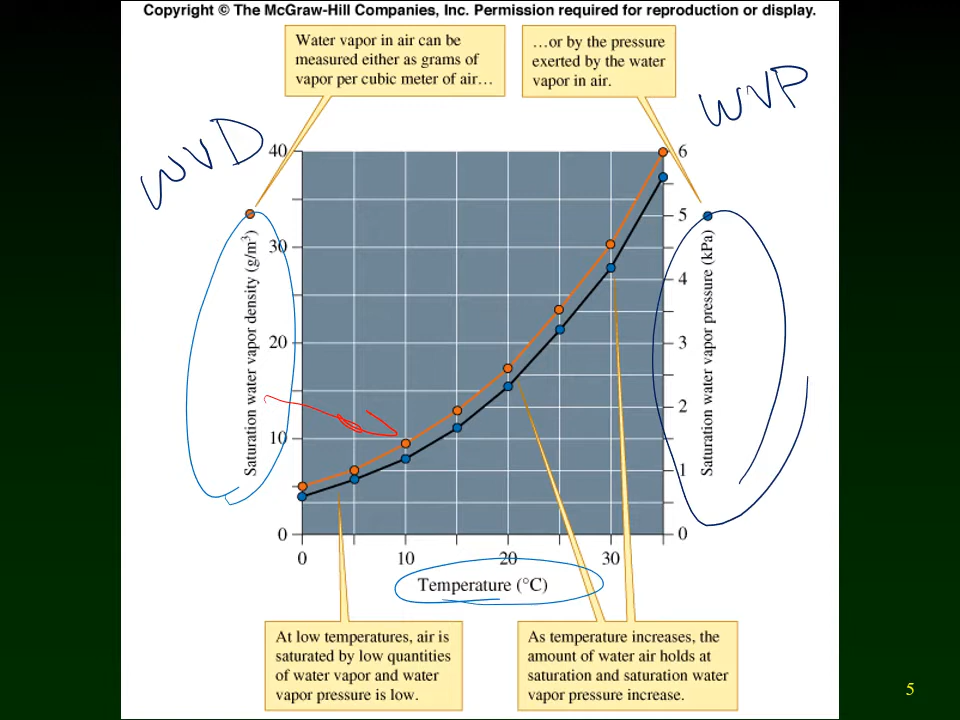 Copyright © The McGraw-Hill Companies, Inc. Permission required for reproduction or display.
Water vapor in air can be
measured either as grams of
vapor per cubic meter of air…
…or by the pressure
exerted by the water
vapor in air.
WVD
WVP
40
30
20
10
0
Saturation water vapor density (g/m³)
6
5
4
3
2
1
0
Saturation water vapor pressure (kPa)
0 10 20 30
Temperature (°C)
At low temperatures, air is
saturated by low quantities
of water vapor and water
vapor pressure is low.
As temperature increases, the
amount of water air holds at
saturation and saturation water
vapor pressure increase.
5